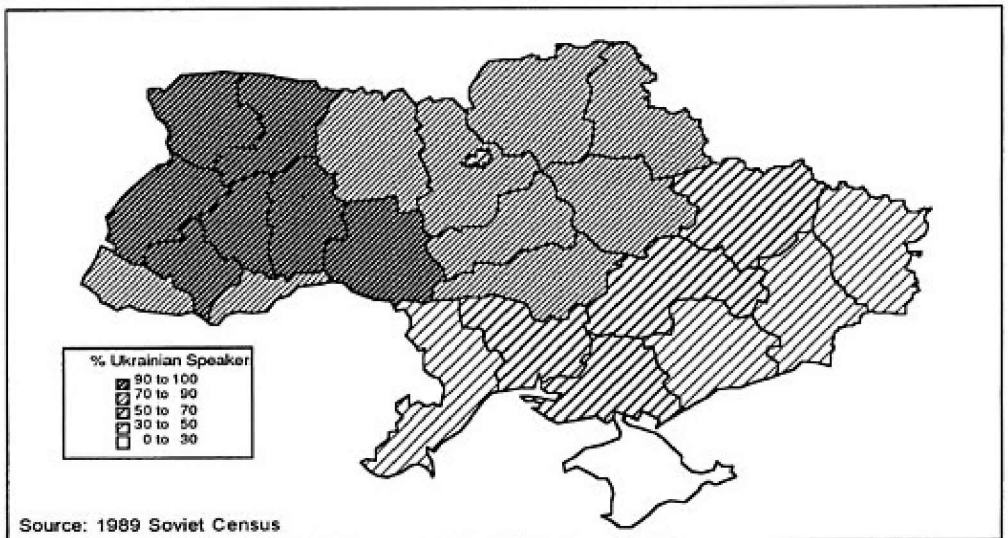 % Ukrainian Speaker
90 to 100
70 to 90
50 to 70
30 to 50
0 to 30
Source: 1989 Soviet Census